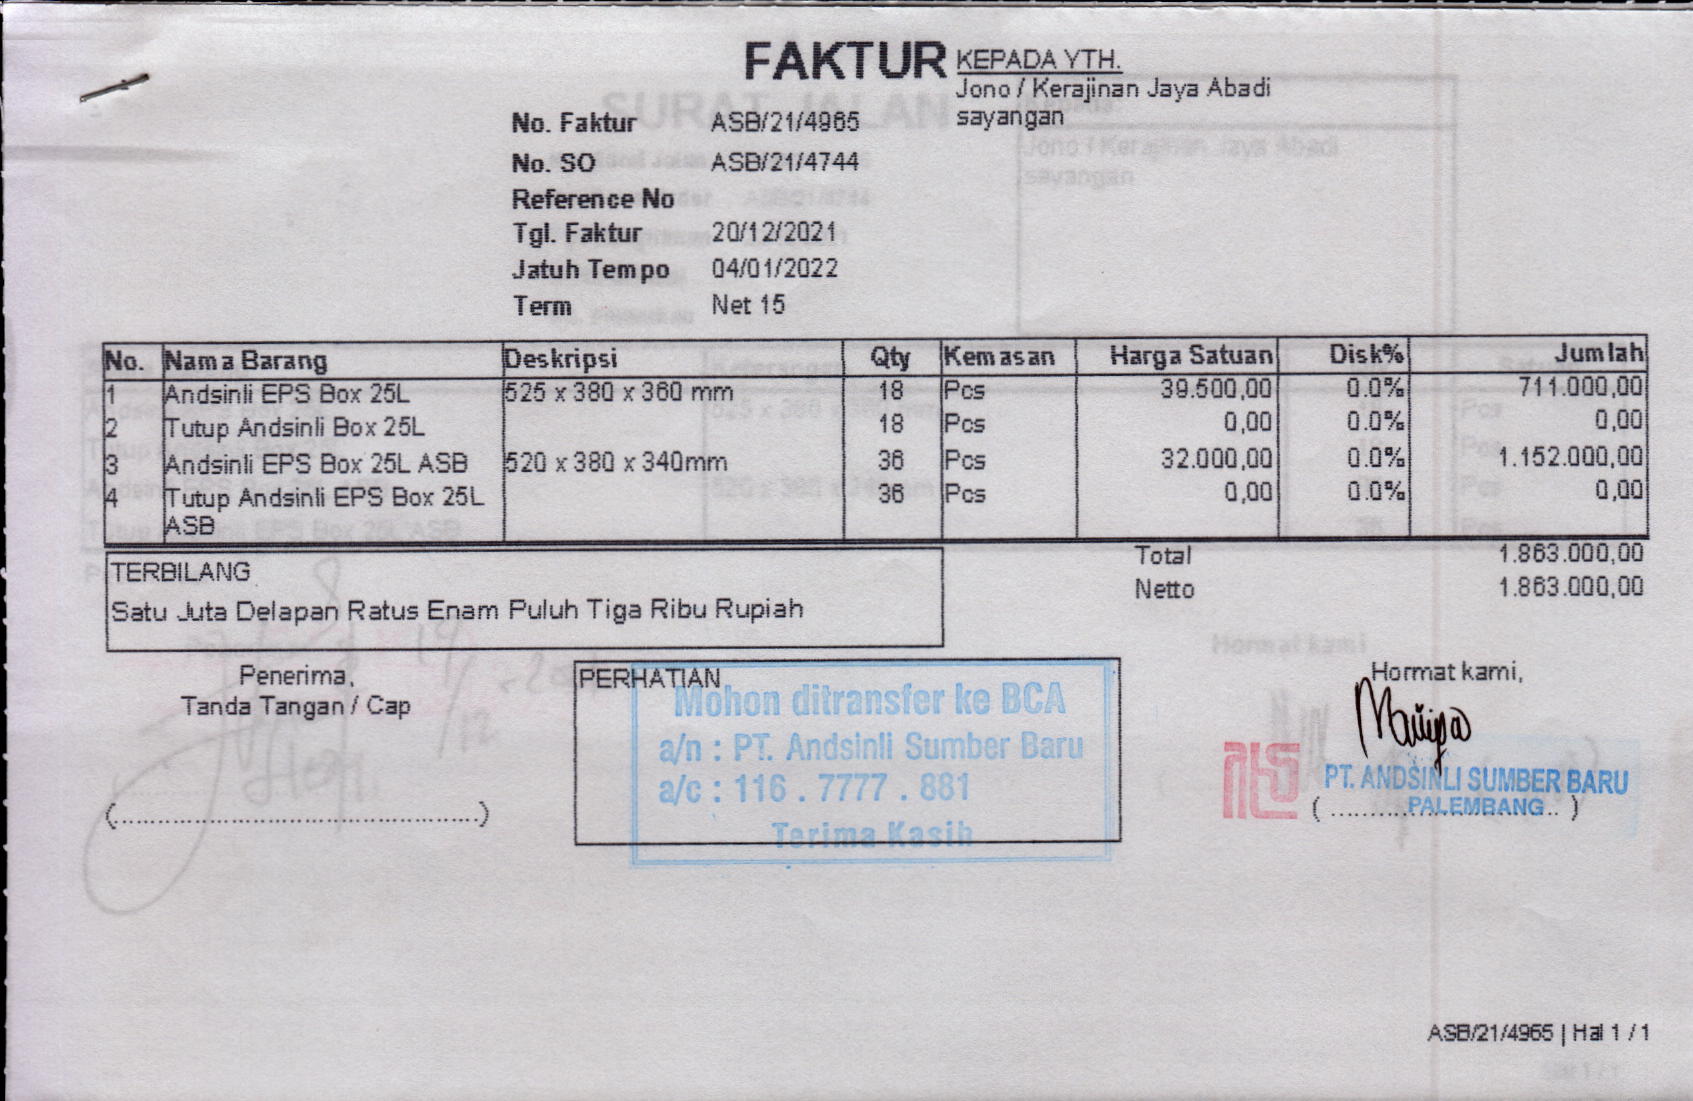 FAKTUR
KEPADA YTH.
Jono / Kerajinan Jaya Abadi
sayangan
No. Faktur ASB/21/4965
No. SO ASB/21/4744
Reference No
Tgl. Faktur 20/12/2021
Jatuh Tempo 04/01/2022
Term Net 15
No. Nama Barang Deskripsi Qty Kemasan Harga Satuan Disk% Jumlah
1 Andsinli EPS Box 25L 525 x 380 x 360 mm 18 Pcs 39.500,00 0.0% 711.000,00
2 Tutup Andsinli Box 25L 18 Pcs 0,00 0.0% 0,00
3 Andsinli EPS Box 25L ASB 520 x 380 x 340mm 36 Pcs 32.000,00 0.0% 1.152.000,00
4 Tutup Andsinli EPS Box 25L 36 Pcs 0,00 0.0% 0,00
ASB
Total 1.863.000,00
Netto 1.863.000,00
TERBILANG
Satu Juta Delapan Ratus Enam Puluh Tiga Ribu Rupiah
Penerima,
Tanda Tangan / Cap
(..............................................)
PERHATIAN
Mohon ditransfer ke BCA
a/n : PT. Andsinli Sumber Baru
a/c : 116 . 7777 . 881
Terima Kasih
Hormat kami,
PT. ANDSINLI SUMBER BARU
PALEMBANG
ASB/21/4965 | Hal 1 / 1